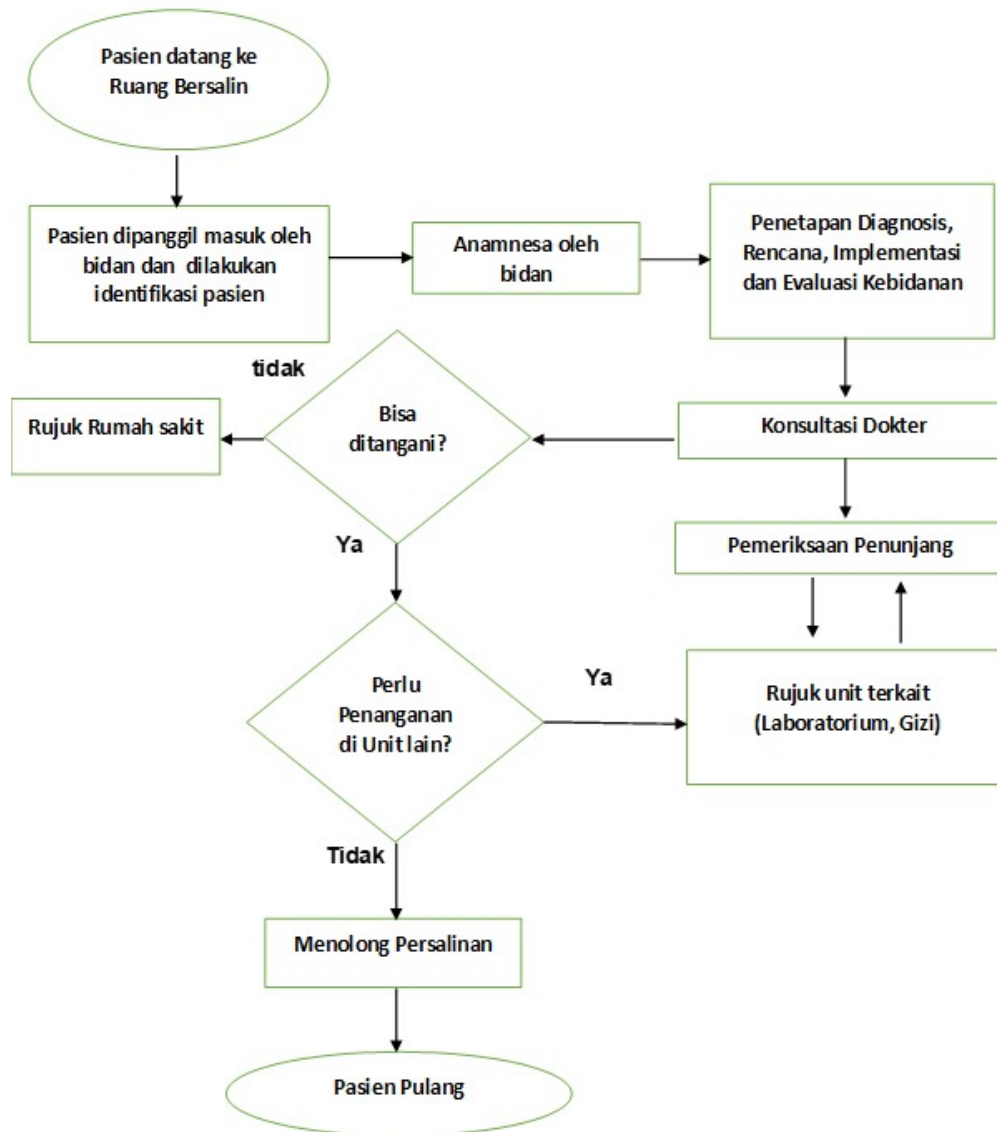 Pasien datang ke
Ruang Bersalin
Pasien dipanggil masuk oleh
bidan dan dilakukan
identifikasi pasien
Anamnesa oleh
bidan
Penetapan Diagnosis,
Rencana, Implementasi
dan Evaluasi Kebidanan
tidak
Rujuk Rumah sakit
Bisa
ditangani?
Konsultasi Dokter
Ya
Pemeriksaan Penunjang
Perlu
Penanganan
di Unit lain?
Ya
Rujuk unit terkait
(Laboratorium, Gizi)
Tidak
Menolong Persalinan
Pasien Pulang